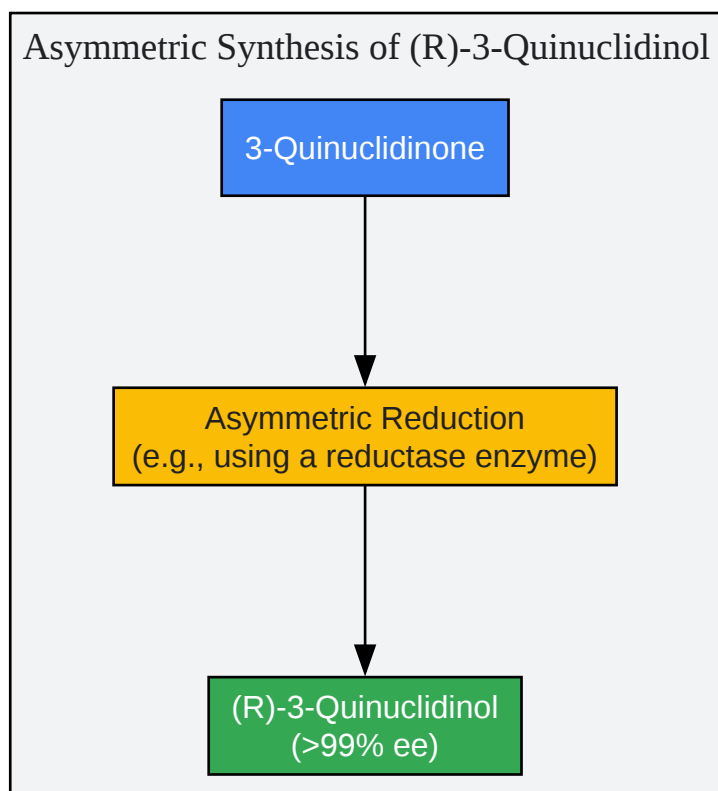 Asymmetric Synthesis of (R)-3-Quinuclidinol
3-Quinuclidinone
Asymmetric Reduction
(e.g., using a reductase enzyme)
(R)-3-Quinuclidinol
(>99% ee)